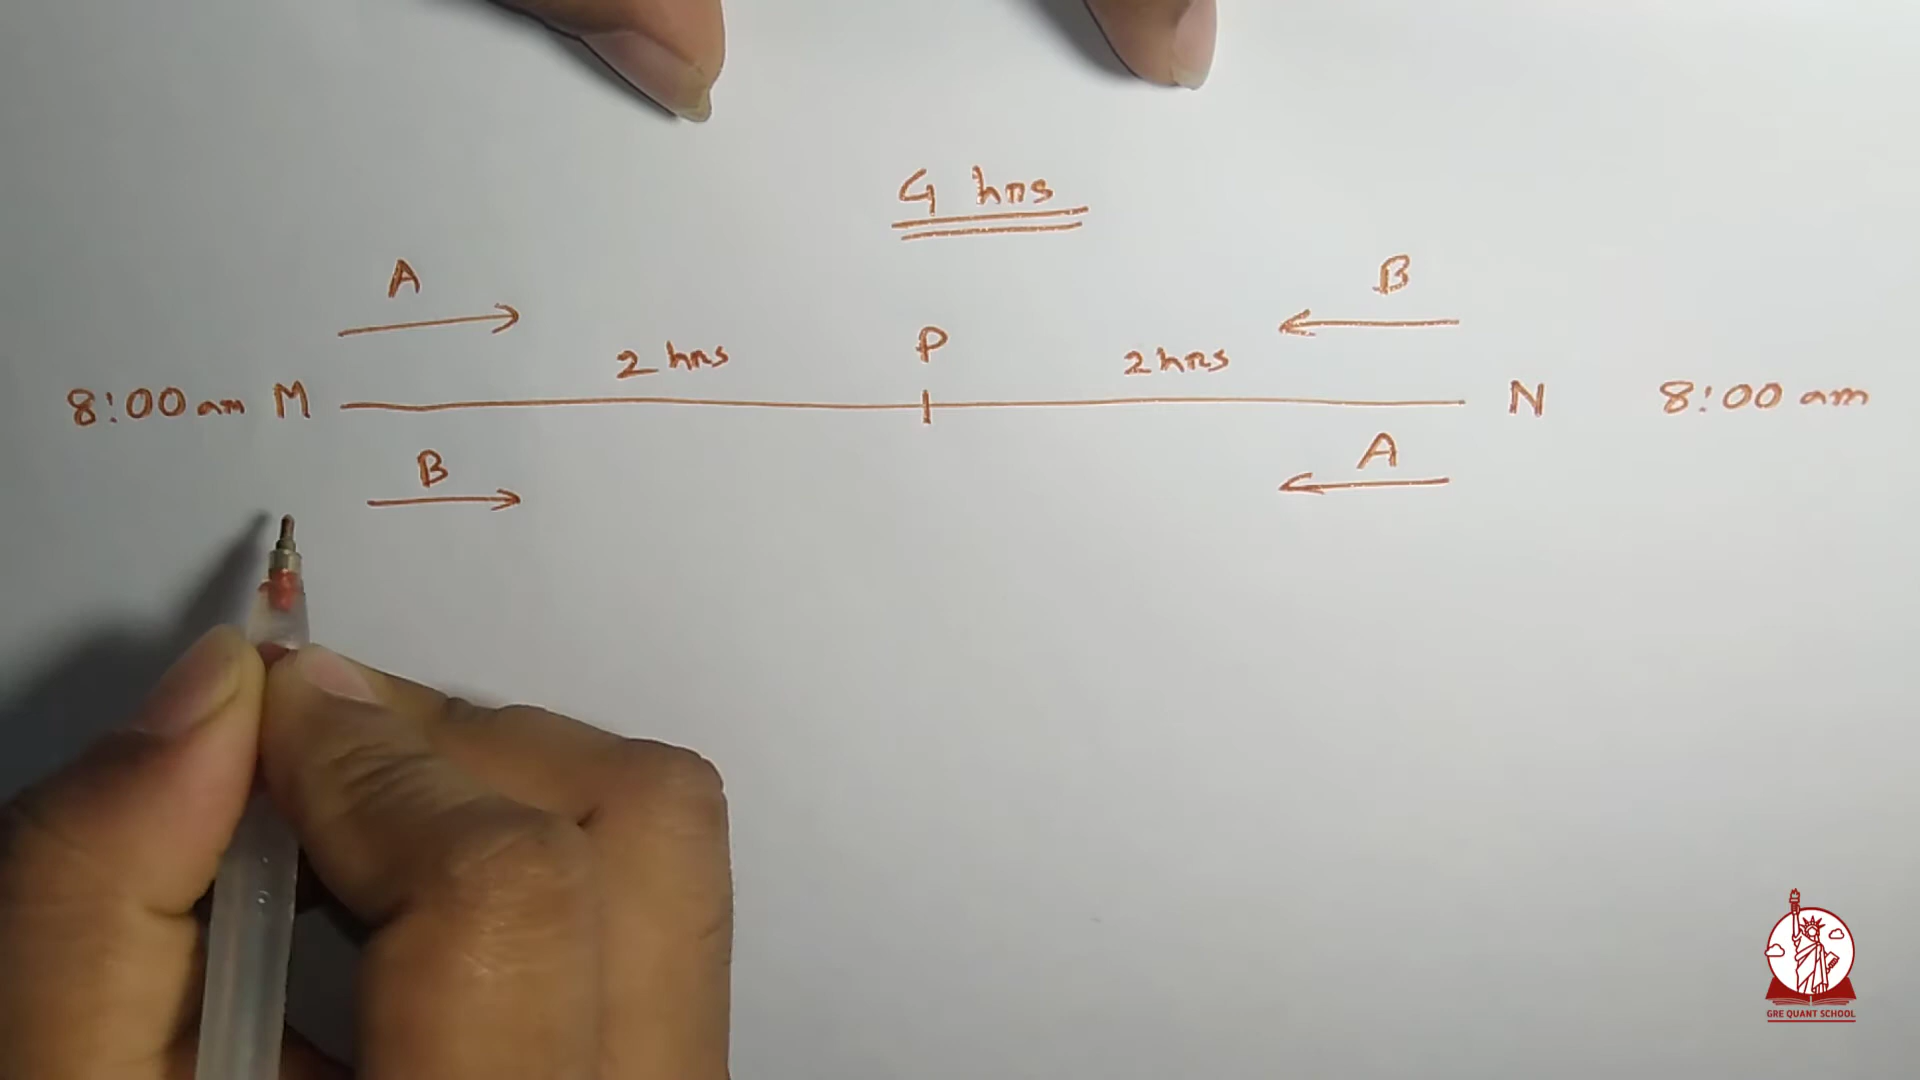 4 hrs
A B
2 hrs P 2 hrs
8:00 am M N 8:00 am
B A
GRE QUANT SCHOOL